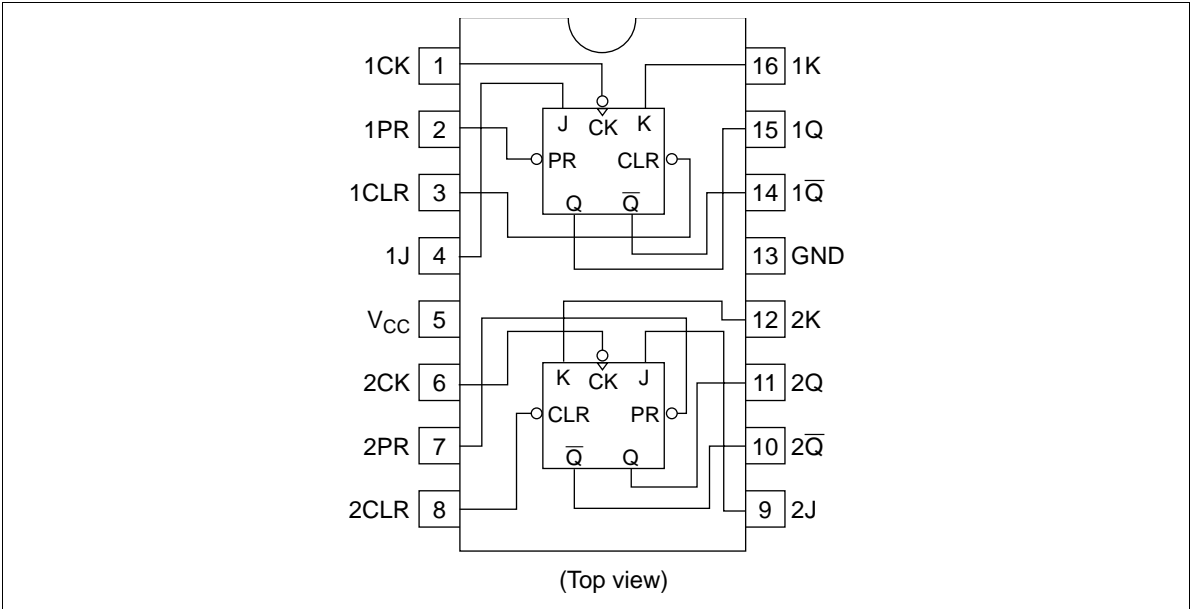 1CK 1 16 1K
J CK K
1PR 2 15 1Q
PR CLR
1CLR 3 14 1Q̅
Q Q̅
1J 4 13 GND
VCC 5 12 2K
2CK 6 K CK J 11 2Q
CLR PR
2PR 7 10 2Q̅
Q̅ Q
2CLR 8 9 2J
(Top view)